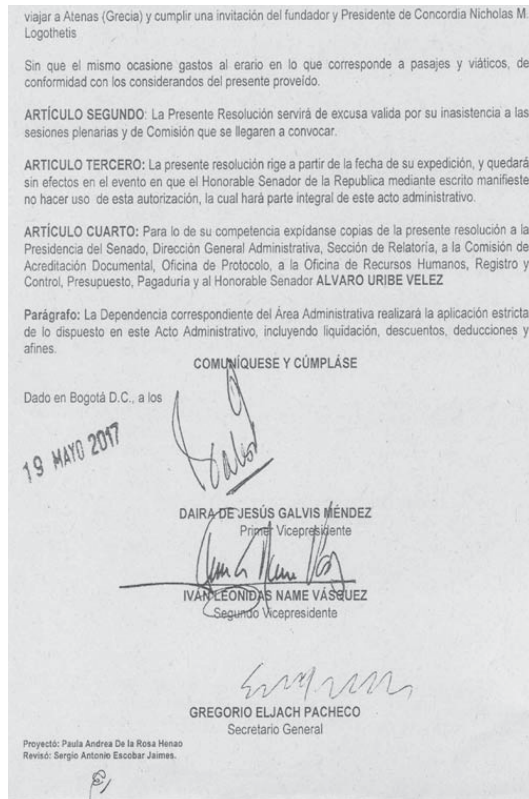 viajar a Atenas (Grecia) y cumplir una invitación del fundador y Presidente de Concordia Nicholas M.
Logothetis
Sin que el mismo ocasione gastos al erario en lo que corresponde a pasajes y viáticos, de
conformidad con los considerandos del presente proveído.
ARTÍCULO SEGUNDO: La Presente Resolución servirá de excusa valida por su inasistencia a las
sesiones plenarias y de Comisión que se llegaren a convocar.
ARTICULO TERCERO: La presente resolución rige a partir de la fecha de su expedición, y quedará
sin efectos en el evento en que el Honorable Senador de la Republica mediante escrito manifieste
no hacer uso de esta autorización, la cual hará parte integral de este acto administrativo.
ARTÍCULO CUARTO: Para lo de su competencia expídanse copias de la presente resolución a la
Presidencia del Senado, Dirección General Administrativa, Sección de Relatoría, a la Comisión de
Acreditación Documental, Oficina de Protocolo, a la Oficina de Recursos Humanos, Registro y
Control, Presupuesto, Pagaduría y al Honorable Senador ALVARO URIBE VELEZ
Parágrafo: La Dependencia correspondiente del Área Administrativa realizará la aplicación estricta
de lo dispuesto en este Acto Administrativo, incluyendo liquidación, descuentos, deducciones y
afines.
COMUNÍQUESE Y CÚMPLASE
Dado en Bogotá D.C., a los
19 MAYO 2017
DAIRA DE JESÚS GALVIS MÉNDEZ
Primer Vicepresidente
IVÁN LEONIDAS NAME VÁSQUEZ
Segundo Vicepresidente
GREGORIO ELJACH PACHECO
Secretario General
Proyectó: Paula Andrea De la Rosa Henao
Revisó: Sergio Antonio Escobar Jaimes.